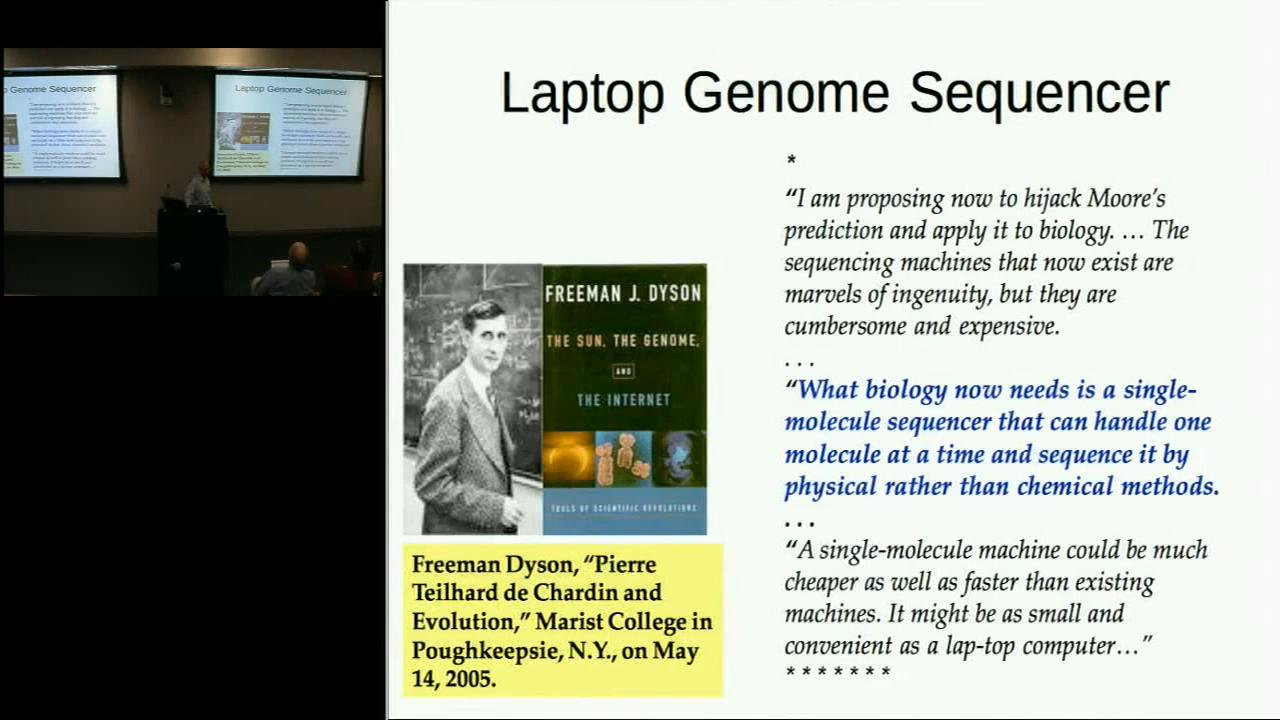 Laptop Genome Sequencer
*
“I am proposing now to hijack Moore’s
prediction and apply it to biology. … The
sequencing machines that now exist are
marvels of ingenuity, but they are
cumbersome and expensive.
. . .
“What biology now needs is a single-
molecule sequencer that can handle one
molecule at a time and sequence it by
physical rather than chemical methods.
. . .
“A single-molecule machine could be much
cheaper as well as faster than existing
machines. It might be as small and
convenient as a lap-top computer…”
* * * * * * *
FREEMAN J. DYSON
THE SUN, THE GENOME,
AND
THE INTERNET
TOOLS OF SCIENTIFIC REVOLUTIONS
Freeman Dyson, “Pierre
Teilhard de Chardin and
Evolution,” Marist College in
Poughkeepsie, N.Y., on May
14, 2005.
Genome Sequencer
Laptop Genome Sequencer